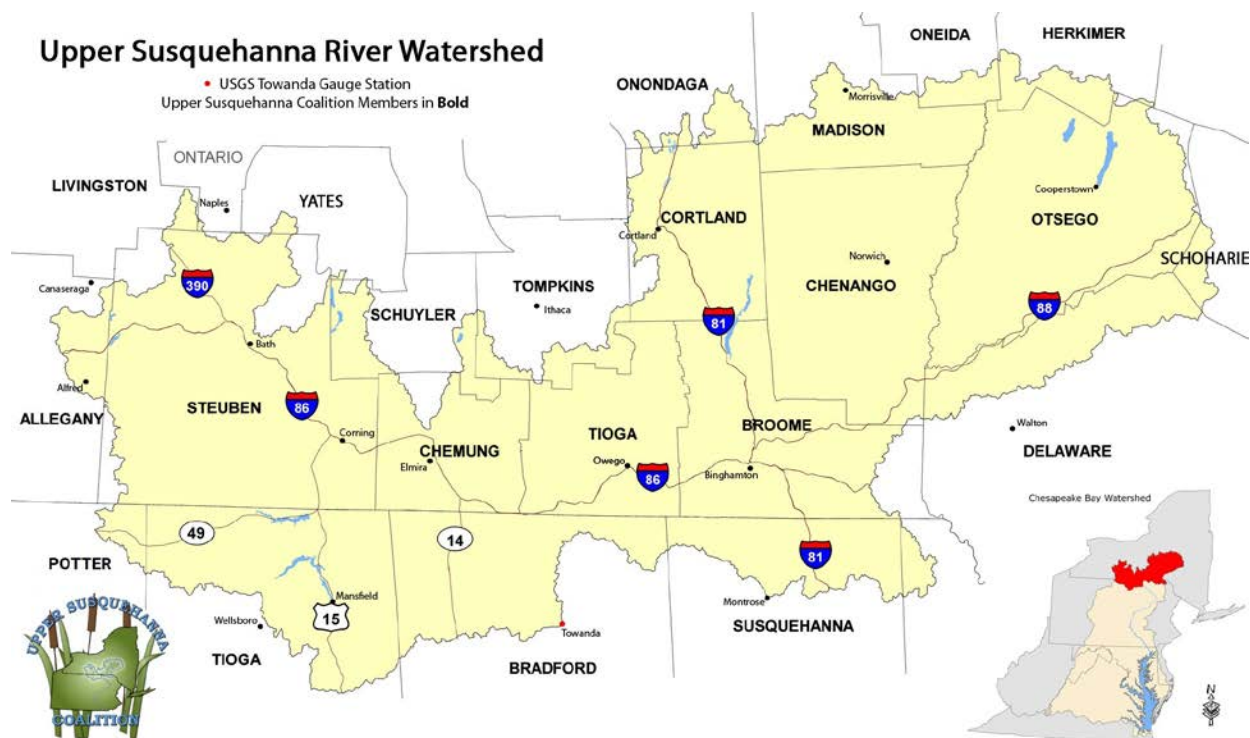 Upper Susquehanna River Watershed
USGS Towanda Gauge Station
Upper Susquehanna Coalition Members in Bold
ONEIDA
HERKIMER
ONONDAGA
Morrisville
MADISON
ONTARIO
LIVINGSTON
Naples
YATES
Cooperstown
CORTLAND
OTSEGO
Cortland
Norwich
SCHOHARIE
Canaseraga
390
TOMPKINS
CHENANGO
Ithaca
SCHUYLER
88
81
Bath
Alfred
STEUBEN
86
ALLEGANY
Corning
TIOGA
BROOME
Walton
CHEMUNG
DELAWARE
Elmira
Owego
86
Binghamton
Chesapeake Bay Watershed
49
14
81
POTTER
Mansfield
Montrose
15
Wellsboro
Towanda
SUSQUEHANNA
TIOGA
BRADFORD
UPPER SUSQUEHANNA
COALITION
N